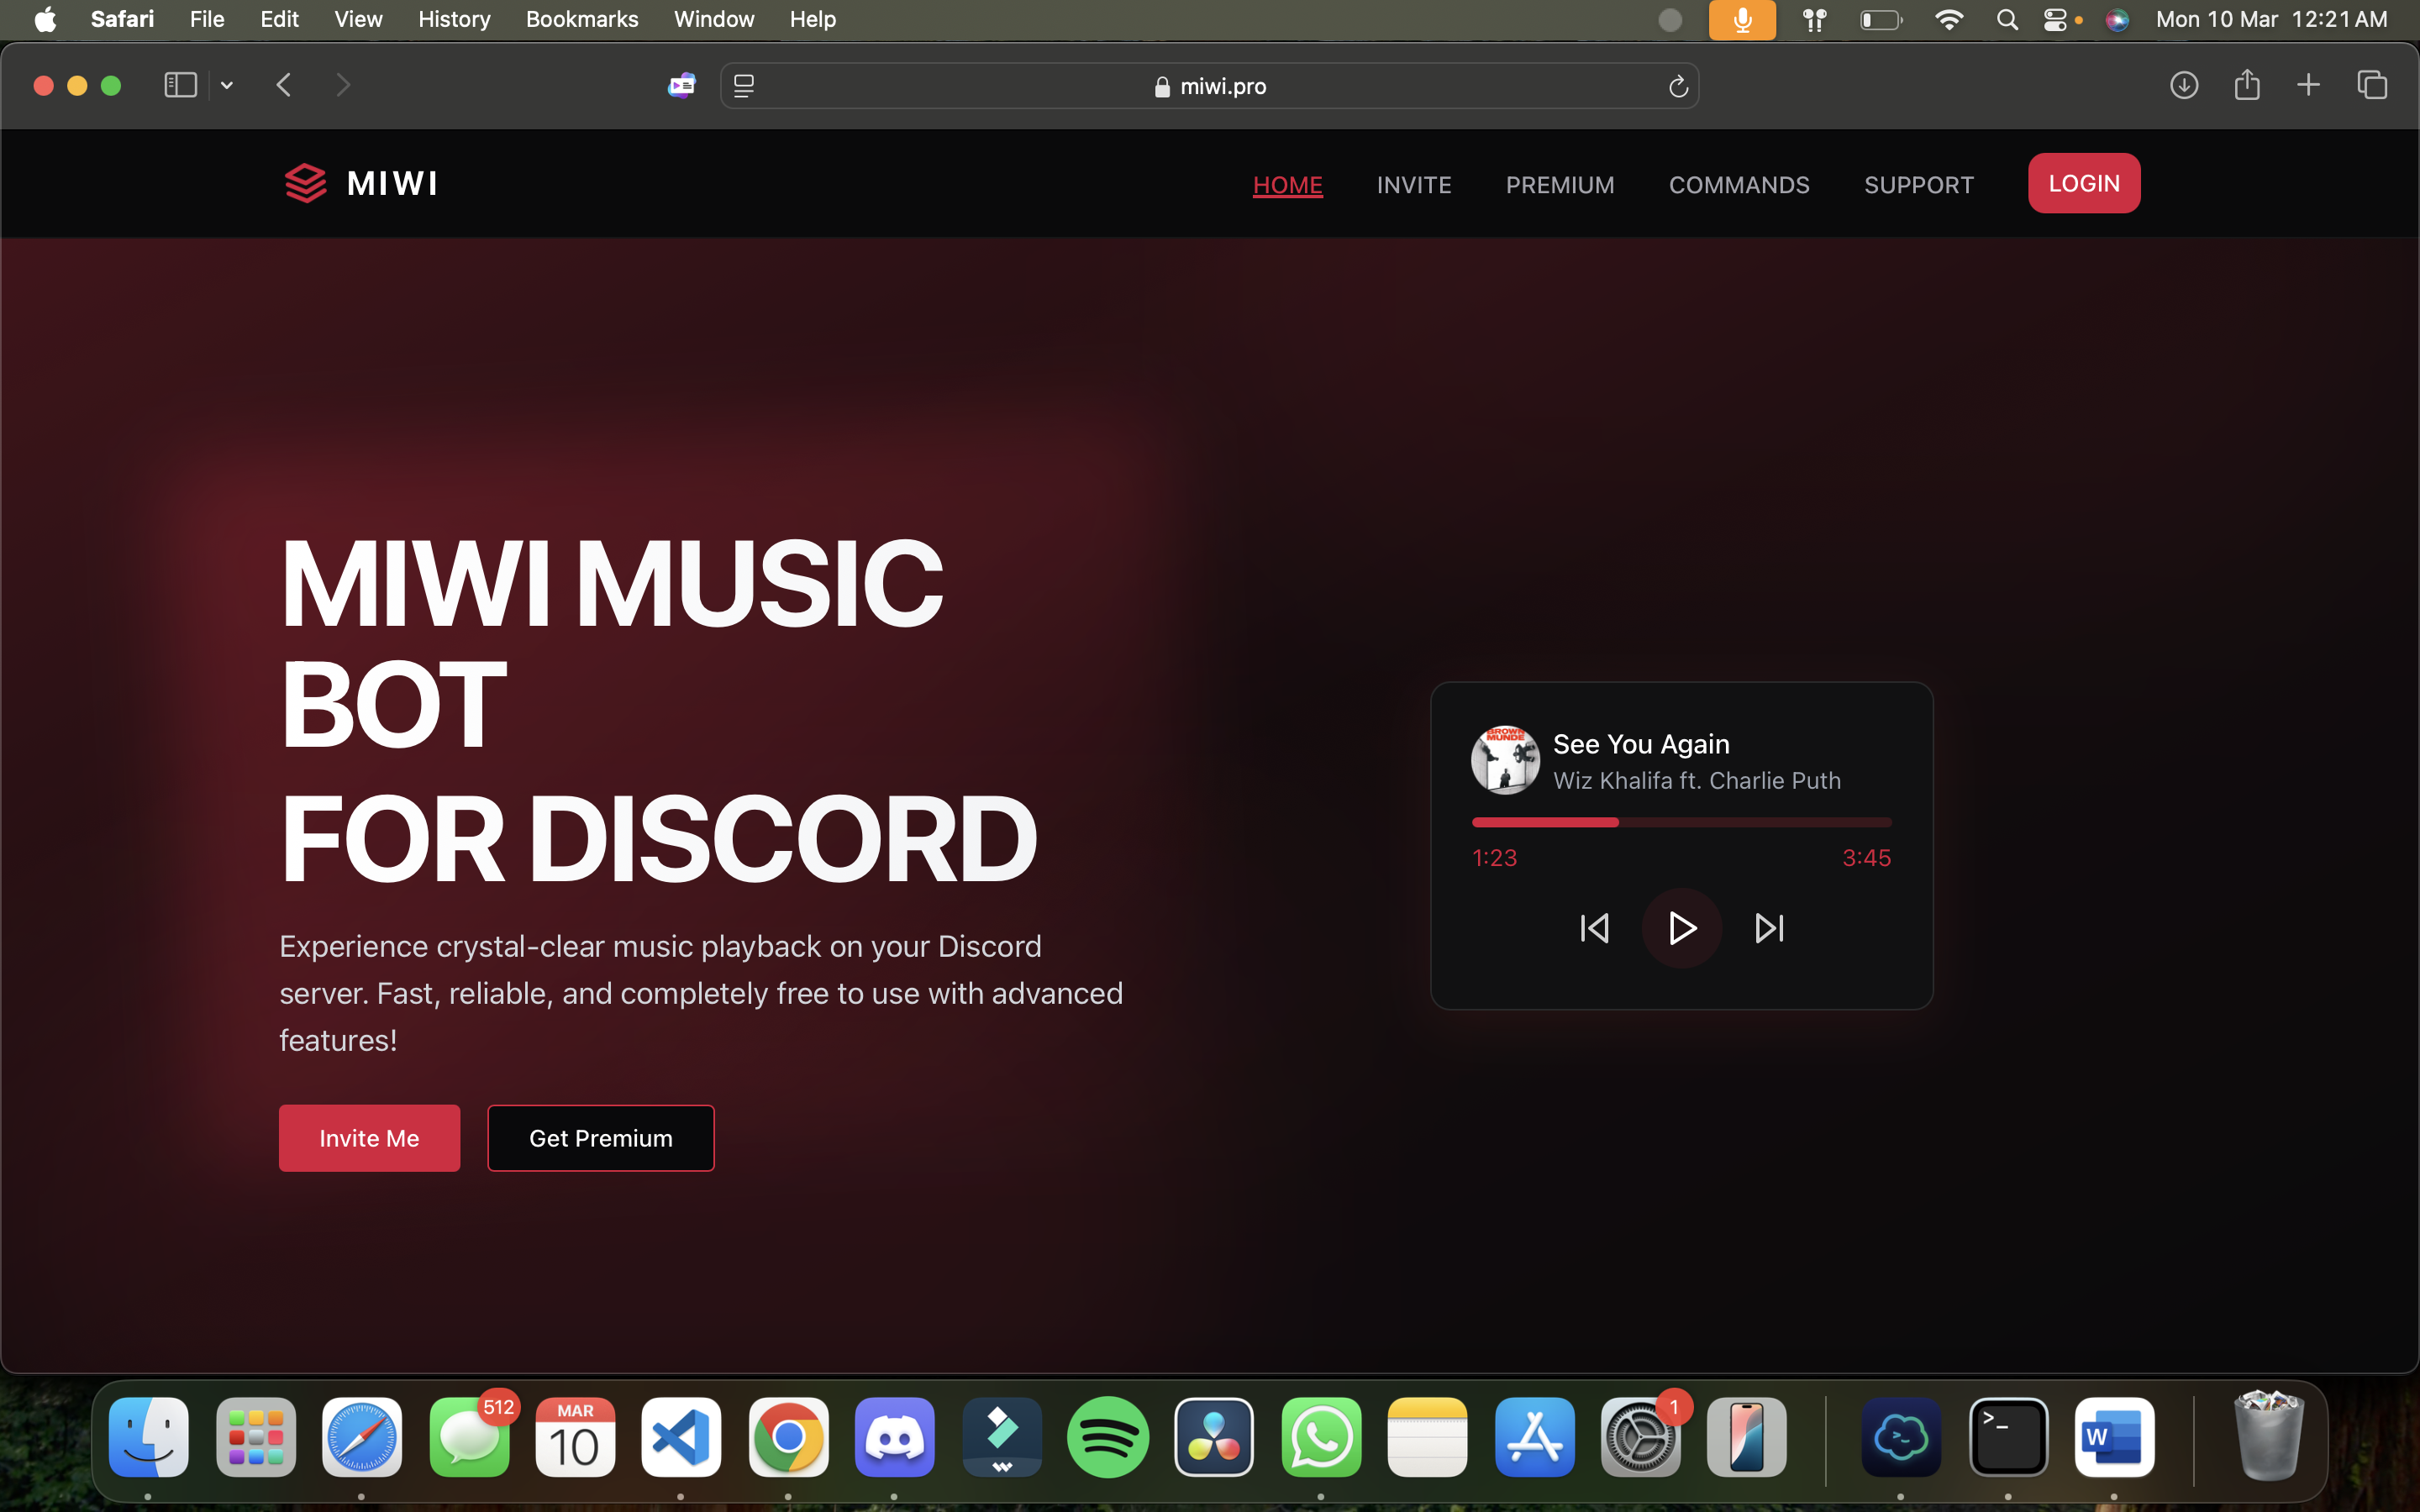 Safari File Edit View History Bookmarks Window Help Mon 10 Mar 12:21 AM
miwi.pro
MIWI HOME INVITE PREMIUM COMMANDS SUPPORT LOGIN
MIWI MUSIC
BOT
FOR DISCORD
Experience crystal-clear music playback on your Discord
server. Fast, reliable, and completely free to use with advanced
features!
Invite Me Get Premium
BROWN
MUNDE
See You Again
Wiz Khalifa ft. Charlie Puth
1:23 3:45
512
MAR
10
1
>_
W